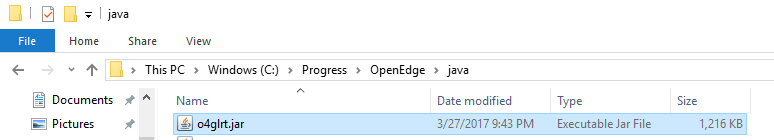 java
File Home Share View
This PC > Windows (C:) > Progress > OpenEdge > java
Documents Name Date modified Type Size
Pictures o4glrt.jar 3/27/2017 9:43 PM Executable Jar File 1,216 KB